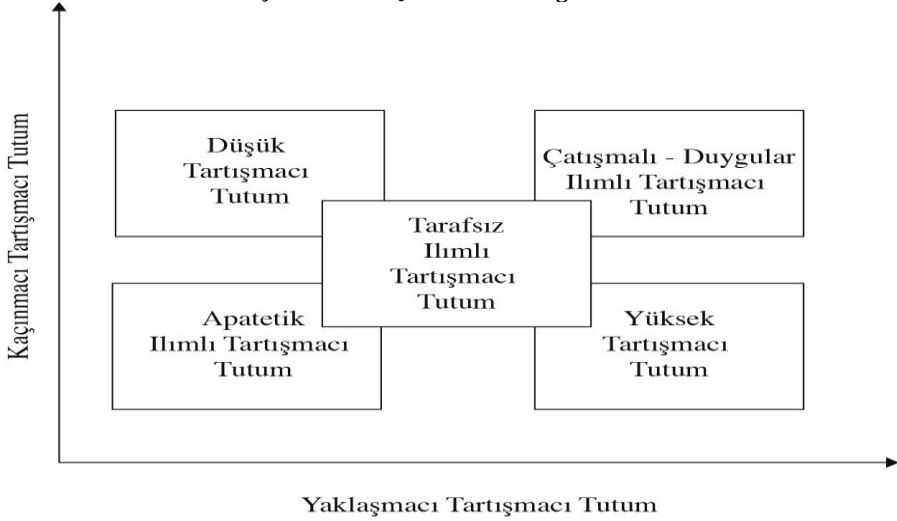 Kaçınmacı Tartışmacı Tutum
Düşük
Tartışmacı
Tutum
Çatışmalı - Duygular
Ilımlı Tartışmacı
Tutum
Tarafsız
Ilımlı
Tartışmacı
Tutum
Apatetik
Ilımlı Tartışmacı
Tutum
Yüksek
Tartışmacı
Tutum
Yaklaşmacı Tartışmacı Tutum